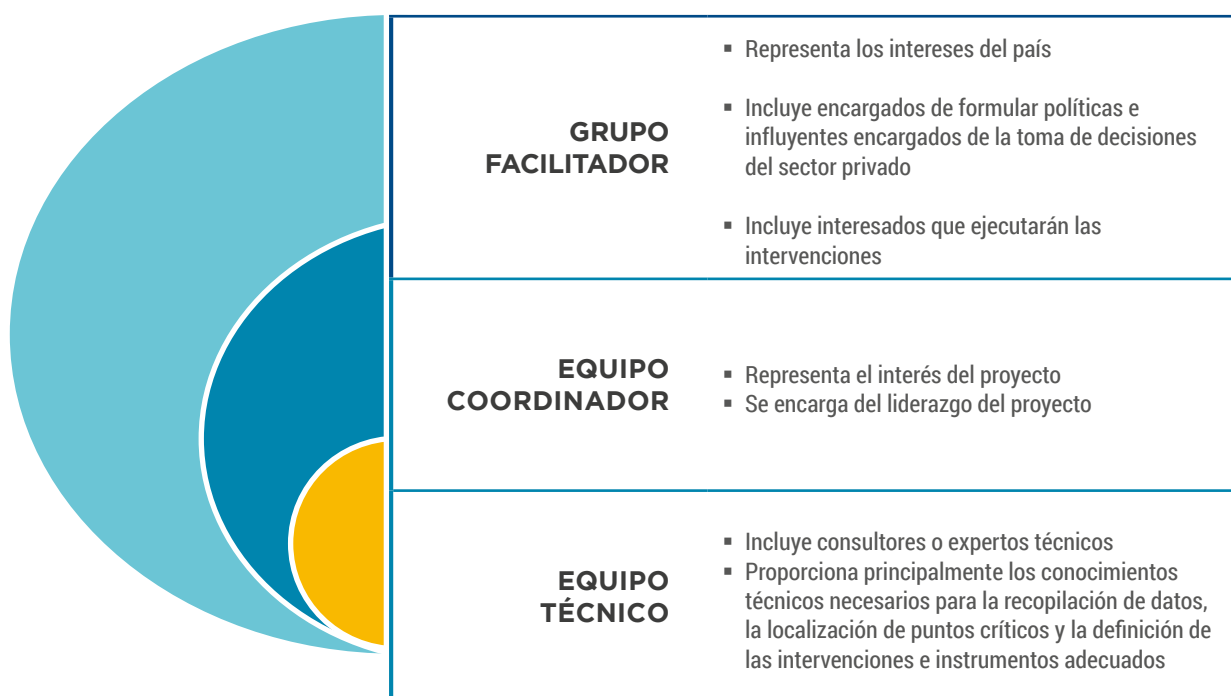 GRUPO
FACILITADOR
▪ Representa los intereses del país
▪ Incluye encargados de formular políticas e
influyentes encargados de la toma de decisiones
del sector privado
▪ Incluye interesados que ejecutarán las
intervenciones
EQUIPO
COORDINADOR
▪ Representa el interés del proyecto
▪ Se encarga del liderazgo del proyecto
EQUIPO
TÉCNICO
▪ Incluye consultores o expertos técnicos
▪ Proporciona principalmente los conocimientos
técnicos necesarios para la recopilación de datos,
la localización de puntos críticos y la definición de
las intervenciones e instrumentos adecuados